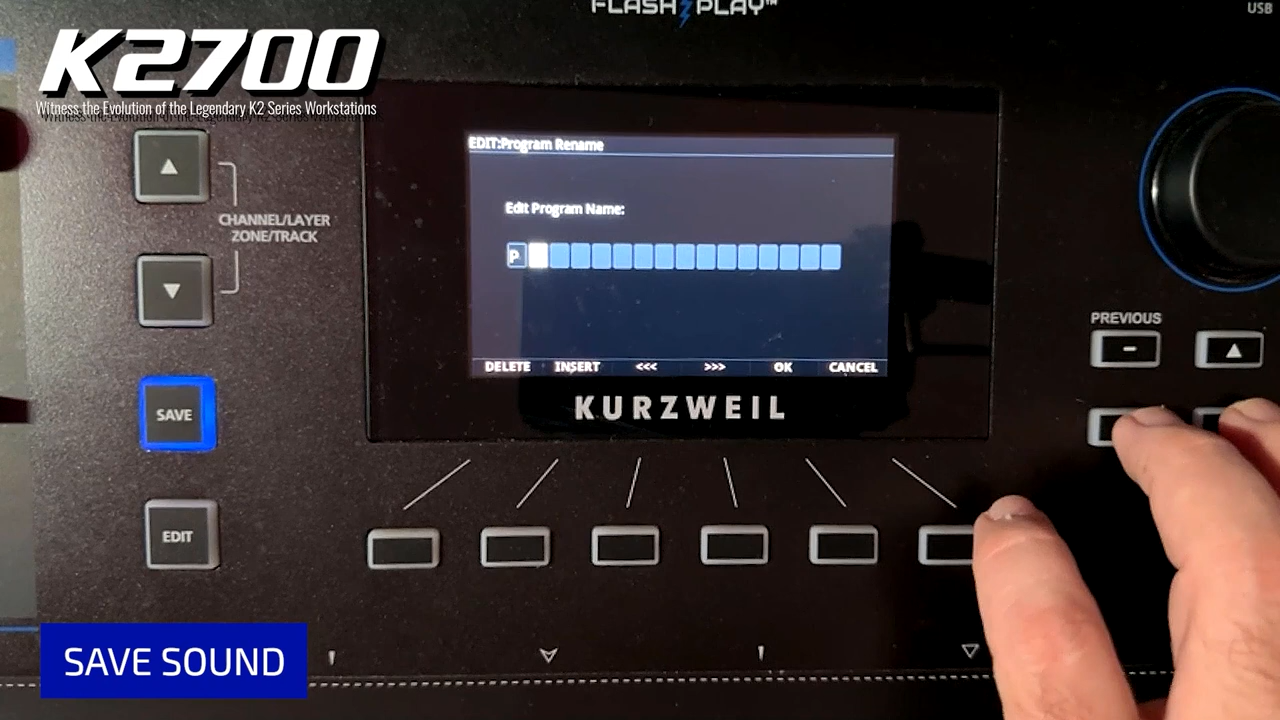 FLASH PLAY™
USB
K2700
Witness the Evolution of the Legendary K2 Series Workstations
EDIT:Program Rename
CHANNEL/LAYER
ZONE/TRACK
Edit Program Name:
p
PREVIOUS
-
DELETE INSERT <<< >>> OK CANCEL
KURZWEIL
SAVE
EDIT
SAVE SOUND